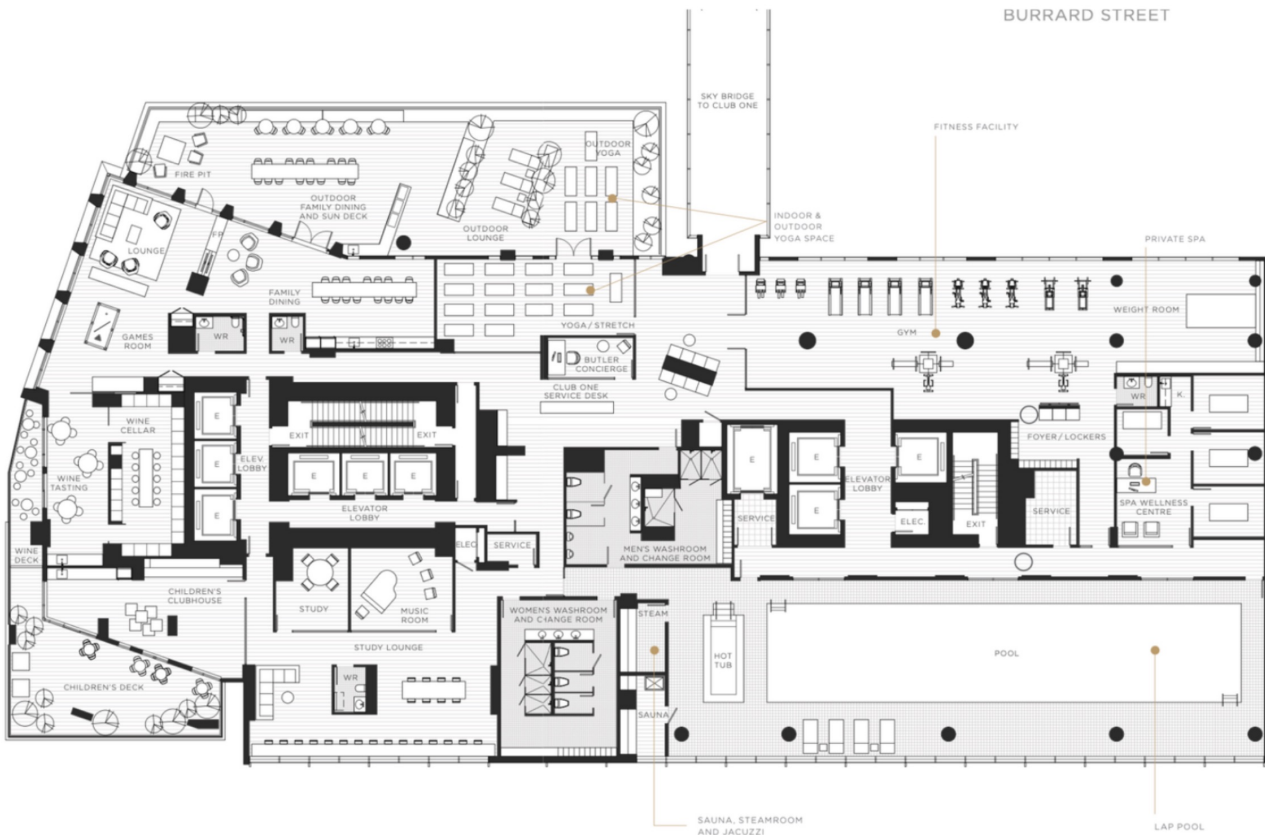 BURRARD STREET
SKY BRIDGE
TO CLUB ONE
FITNESS FACILITY
OUTDOOR
YOGA
FIRE PIT
OUTDOOR
FAMILY DINING
AND SUN DECK
OUTDOOR
LOUNGE
INDOOR &
OUTDOOR
YOGA SPACE
PRIVATE SPA
LOUNGE
FP
FAMILY
DINING
GAMES
ROOM
WR
WR
YOGA / STRETCH
BUTLER
CONCIERGE
CLUB ONE
SERVICE DESK
GYM
WEIGHT ROOM
WR
K.
FOYER / LOCKERS
WINE
CELLAR
WINE
TASTING
E
E
E
ELEV.
LOBBY
EXIT
EXIT
E
E
E
ELEVATOR
LOBBY
E
E
E
E
ELEVATOR
LOBBY
ELEC.
EXIT
SERVICE
SERVICE
SPA WELLNESS
CENTRE
WINE
DECK
ELEC
SERVICE
MEN'S WASHROOM
AND CHANGE ROOM
CHILDREN'S
CLUBHOUSE
STUDY
MUSIC
ROOM
WOMEN'S WASHROOM
AND CHANGE ROOM
STEAM
STUDY LOUNGE
WR
HOT
TUB
POOL
CHILDREN'S DECK
SAUNA
SAUNA, STEAMROOM
AND JACUZZI
LAP POOL